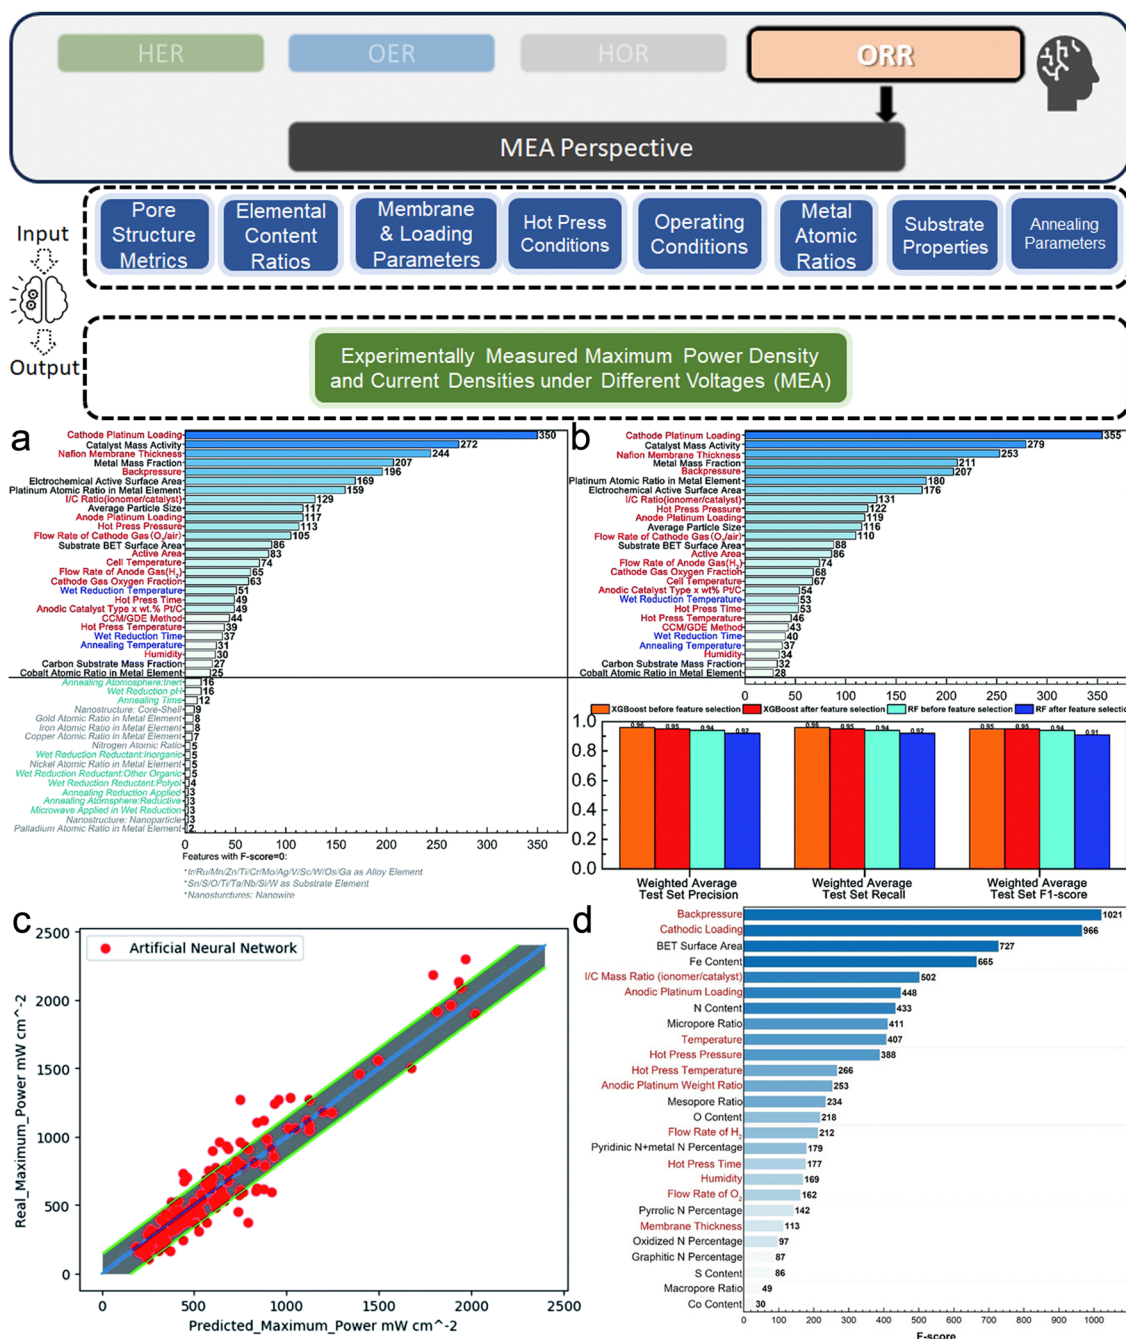 HER
OER
HOR
ORR
MEA Perspective
Input
Output
Pore
Structure
Metrics
Elemental
Content
Ratios
Membrane
& Loading
Parameters
Hot Press
Conditions
Operating
Conditions
Metal
Atomic
Ratios
Substrate
Properties
Annealing
Parameters
Experimentally Measured Maximum Power Density
and Current Densities under Different Voltages (MEA)
a
Cathode Platinum Loading 350
Catalyst Mass Activity 272
Nafion Membrane Thickness 244
Metal Mass Fraction 207
Backpressure 196
Elctrochemical Active Surface Area 169
Platinum Atomic Ratio in Metal Element 159
I/C Ratio(ionomer/catalyst) 129
Average Particle Size 117
Anode Platinum Loading 117
Hot Press Pressure 113
Flow Rate of Cathode Gas (O2/air) 105
Substrate BET Surface Area 86
Active Area 83
Cell Temperature 74
Flow Rate of Anode Gas(H2) 65
Cathode Gas Oxygen Fraction 63
Wet Reduction Temperature 51
Hot Press Time 49
Anodic Catalyst Type x wt.% Pt/C 49
CCM/GDE Method 44
Hot Press Temperature 39
Wet Reduction Time 37
Annealing Temperature 31
Humidity 30
Carbon Substrate Mass Fraction 27
Cobalt Atomic Ratio in Metal Element 25
Annealing Atomosphere:Inert 16
Wet Reduction pH 16
Annealing Time 12
Nanostructure: Core-Shell 9
Gold Atomic Ratio in Metal Element 8
Iron Atomic Ratio in Metal Element 8
Copper Atomic Ratio in Metal Element 7
Nitrogen Atomic Ratio 5
Wet Reduction Reductant:Inorganic 5
Nickel Atomic Ratio in Metal Element 5
Wet Reduction Reductant:Other Organic 5
Wet Reduction Reductant:Polyol 4
Annealing Reduction Applied 3
Annealing Atomsphere:Reductive 3
Microwave Applied in Wet Reduction 3
Nanostructure: Nanoparticle 3
Palladium Atomic Ratio in Metal Element 2
0 50 100 150 200 250 300 350
Features with F-score=0:
*Ir/Ru/Mn/Zn/Ti/Cr/Mo/Ag/V/Sc/W/Os/Ga as Alloy Element
*Sn/S/O/Ti/Ta/Nb/Si/W as Substrate Element
*Nanosturctures: Nanowire
b
Cathode Platinum Loading 355
Catalyst Mass Activity 279
Nafion Membrane Thickness 253
Metal Mass Fraction 211
Backpressure 207
Platinum Atomic Ratio in Metal Element 180
Elctrochemical Active Surface Area 176
I/C Ratio(ionomer/catalyst) 131
Hot Press Pressure 122
Anode Platinum Loading 119
Average Particle Size 116
Flow Rate of Cathode Gas (O2/air) 110
Substrate BET Surface Area 88
Active Area 86
Flow Rate of Anode Gas(H2) 74
Cathode Gas Oxygen Fraction 68
Cell Temperature 67
Anodic Catalyst Type x wt.% Pt/C 54
Wet Reduction Temperature 53
Hot Press Time 53
Hot Press Temperature 46
CCM/GDE Method 43
Wet Reduction Time 40
Annealing Temperature 37
Humidity 34
Carbon Substrate Mass Fraction 32
Cobalt Atomic Ratio in Metal Element 28
0 50 100 150 200 250 300 350
XGBoost before feature selection XGBoost after feature selection RF before feature selection RF after feature selection
1.0
0.8
0.6
0.4
0.2
0.0
0.96 0.95 0.94 0.92
0.96 0.95 0.94 0.92
0.95 0.95 0.94 0.91
Weighted Average
Test Set Precision
Weighted Average
Test Set Recall
Weighted Average
Test Set F1-score
c
Artificial Neural Network
Real_Maximum_Power mW cm^-2
2500
2000
1500
1000
500
0
0 500 1000 1500 2000 2500
Predicted_Maximum_Power mW cm^-2
d
Backpressure 1021
Cathodic Loading 966
BET Surface Area 727
Fe Content 665
I/C Mass Ratio (ionomer/catalyst) 502
Anodic Platinum Loading 448
N Content 433
Micropore Ratio 411
Temperature 407
Hot Press Pressure 388
Hot Press Temperature 266
Anodic Platinum Weight Ratio 253
Mesopore Ratio 234
O Content 218
Flow Rate of H2 212
Pyridinic N+metal N Percentage 179
Hot Press Time 177
Humidity 169
Flow Rate of O2 162
Pyrrolic N Percentage 142
Membrane Thickness 113
Oxidized N Percentage 97
Graphitic N Percentage 87
S Content 86
Macropore Ratio 49
Co Content 30
0 100 200 300 400 500 600 700 800 900 1000
F-score